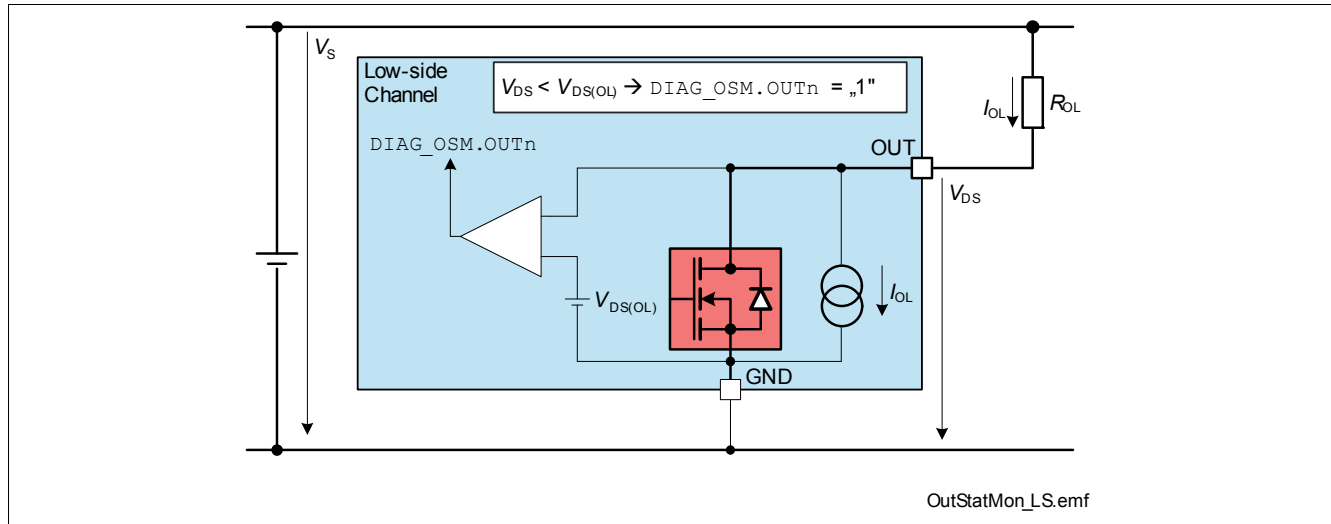 VS
Low-side
Channel
VDS < VDS(OL) → DIAG_OSM.OUTn = „1"
IOL
ROL
DIAG_OSM.OUTn
OUT
VDS
VDS(OL)
IOL
GND
OutStatMon_LS.emf